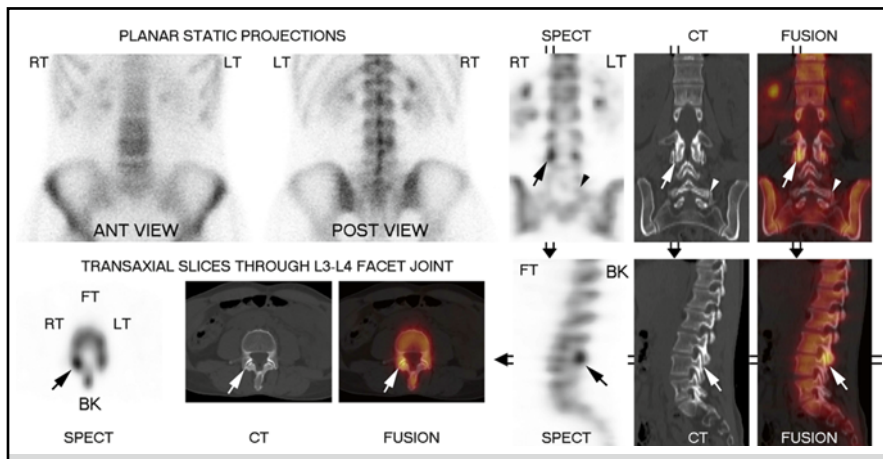 PLANAR STATIC PROJECTIONS
SPECT CT FUSION
RT LT LT RT RT LT
ANT VIEW POST VIEW
TRANSAXIAL SLICES THROUGH L3-L4 FACET JOINT
FT BK
FT
RT LT
BK
SPECT CT FUSION SPECT CT FUSION